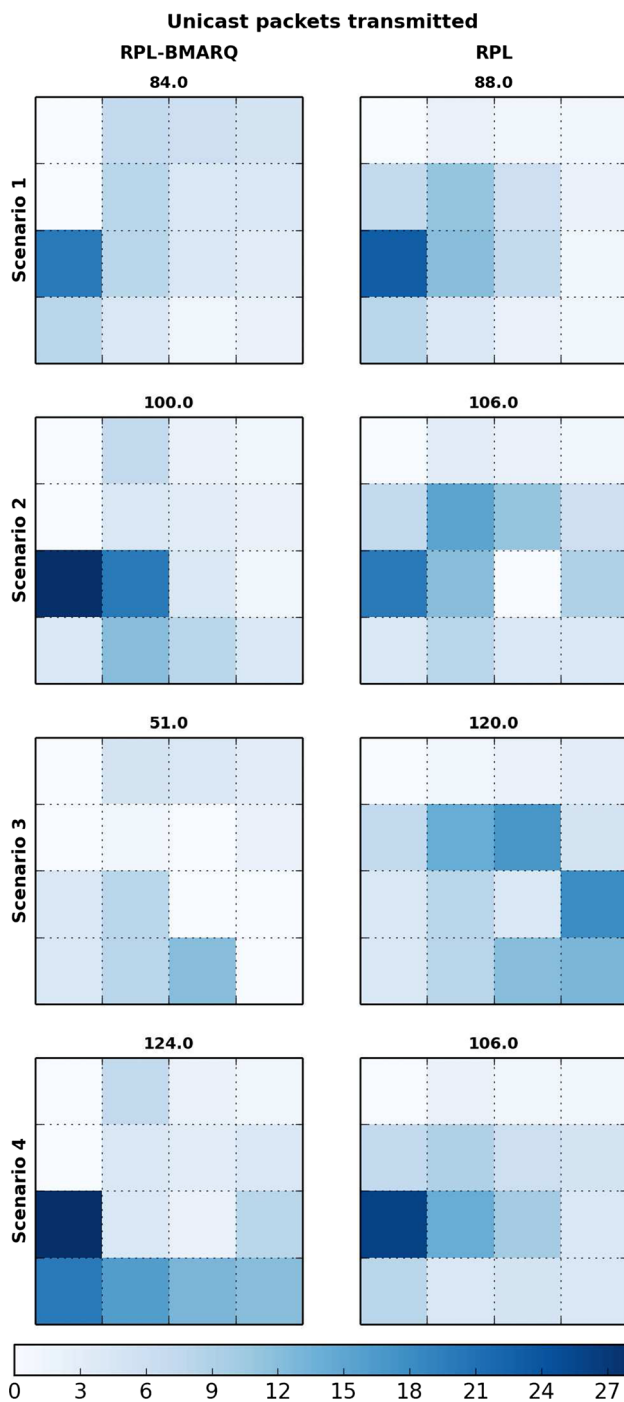 Unicast packets transmitted
RPL-BMARQ RPL
84.0 88.0
Scenario 1
100.0 106.0
Scenario 2
51.0 120.0
Scenario 3
124.0 106.0
Scenario 4
0 3 6 9 12 15 18 21 24 27